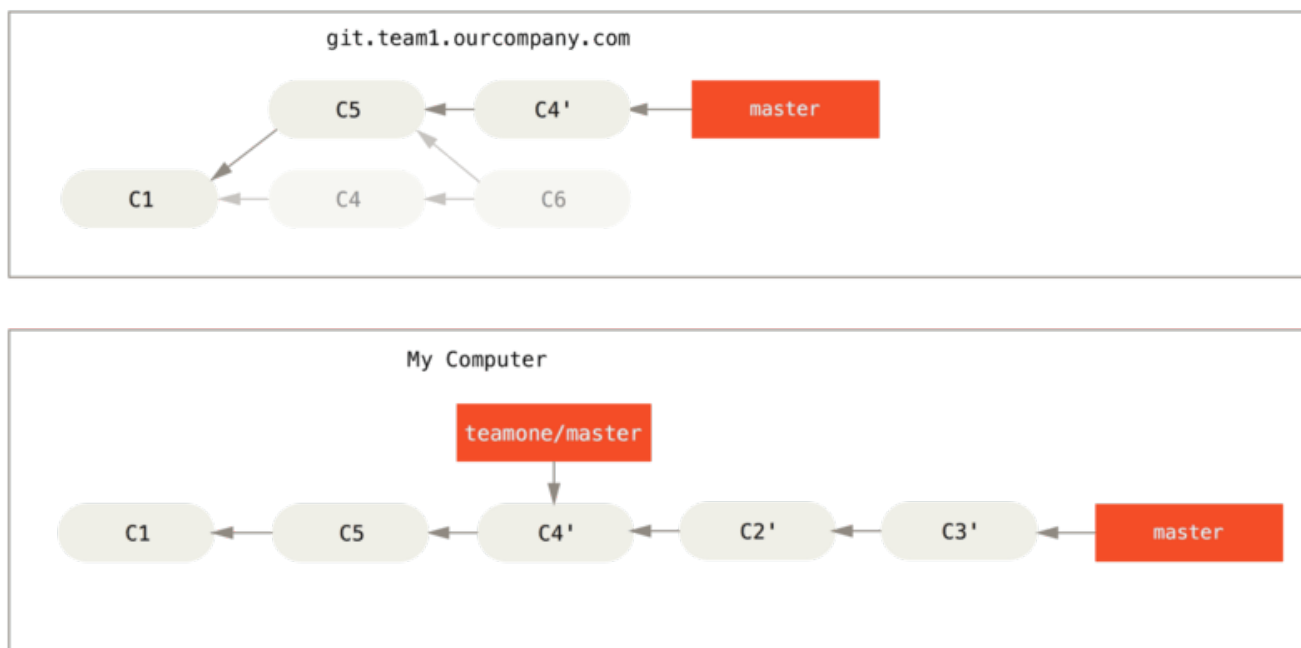 git.team1.ourcompany.com
C5
C4'
master
C1
C4
C6
My Computer
teamone/master
C1
C5
C4'
C2'
C3'
master